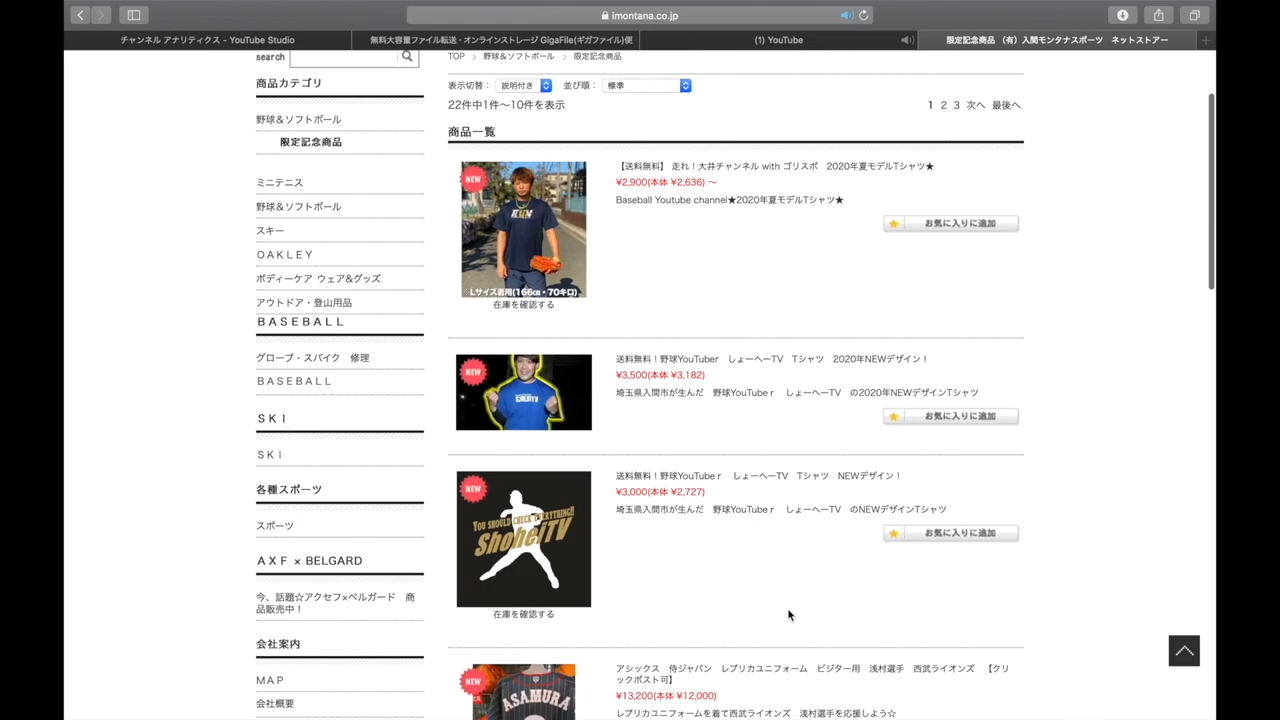 imontana.co.jp
チャンネル アナリティクス - YouTube Studio
無料大容量ファイル転送・オンラインストレージ GigaFile(ギガファイル)便
(1) YouTube
限定記念商品 （有）入間モンタナスポーツ ネットストアー
search
TOP > 野球＆ソフトボール > 限定記念商品
商品カテゴリ
野球＆ソフトボール
限定記念商品
ミニテニス
野球＆ソフトボール
スキー
ＯＡＫＬＥＹ
ボディーケア ウェア&グッズ
アウトドア・登山用品
ＢＡＳＥＢＡＬＬ
グローブ・スパイク 修理
ＢＡＳＥＢＡＬＬ
ＳＫＩ
ＳＫＩ
各種スポーツ
スポーツ
ＡＸＦ × BELGARD
今、話題☆アクセフ×ベルガード 商
品販売中！
会社案内
ＭＡＰ
会社概要
表示切替： 説明付き 並び順： 標準
22件中1件〜10件を表示
1 2 3 次へ 最後へ
商品一覧
NEW
※Lサイズ着用(166㎝・70キロ)
在庫を確認する
【送料無料】 走れ！大井チャンネル with ゴリスポ 2020年夏モデルTシャツ★
¥2,900(本体 ¥2,636) 〜
Baseball Youtube channel★2020年夏モデルTシャツ★
お気に入りに追加
NEW
SHOHEITV
送料無料！野球YouTuber しょーへーTV Tシャツ 2020年NEWデザイン！
¥3,500(本体 ¥3,182)
埼玉県入間市が生んだ 野球YouTubeｒ しょーへーTV の2020年NEWデザインTシャツ
お気に入りに追加
NEW
YOU SHOULD CHECK EVERYTHING!!
ShoheiTV
在庫を確認する
送料無料！野球YouTubeｒ しょーへーTV Tシャツ NEWデザイン！
¥3,000(本体 ¥2,727)
埼玉県入間市が生んだ 野球YouTubeｒ しょーへーTV のNEWデザインTシャツ
お気に入りに追加
NEW
ASAMURA
アシックス 侍ジャパン レプリカユニフォーム ビジター用 浅村選手 西武ライオンズ 【クリ
ックポスト可】
¥13,200(本体 ¥12,000)
レプリカユニフォームを着て西武ライオンズ 浅村選手を応援しよう☆